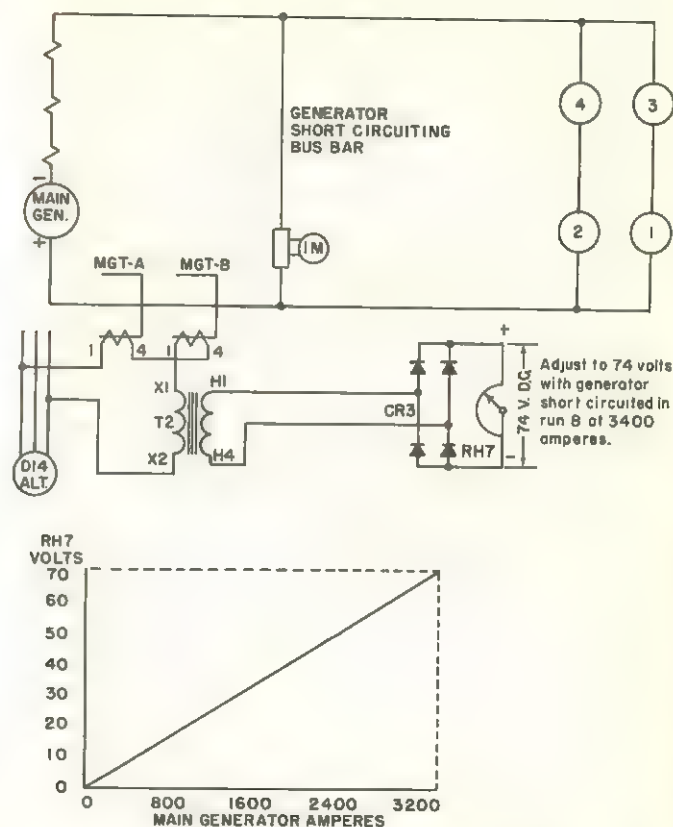 GENERATOR
SHORT CIRCUITING
BUS BAR
4
3
2
1
-
MAIN
GEN.
+
1M
MGT-A
MGT-B
1
4
1
4
X1
H1
T2
X2
H4
D14
ALT.
CR3
RH7
+
-
74 V. D.C.
Adjust to 74 volts
with generator
short circuited in
run 8 at 3400
amperes.
RH7
VOLTS
70
60
50
40
30
20
10
0
0
800
1600
2400
3200
MAIN GENERATOR AMPERES